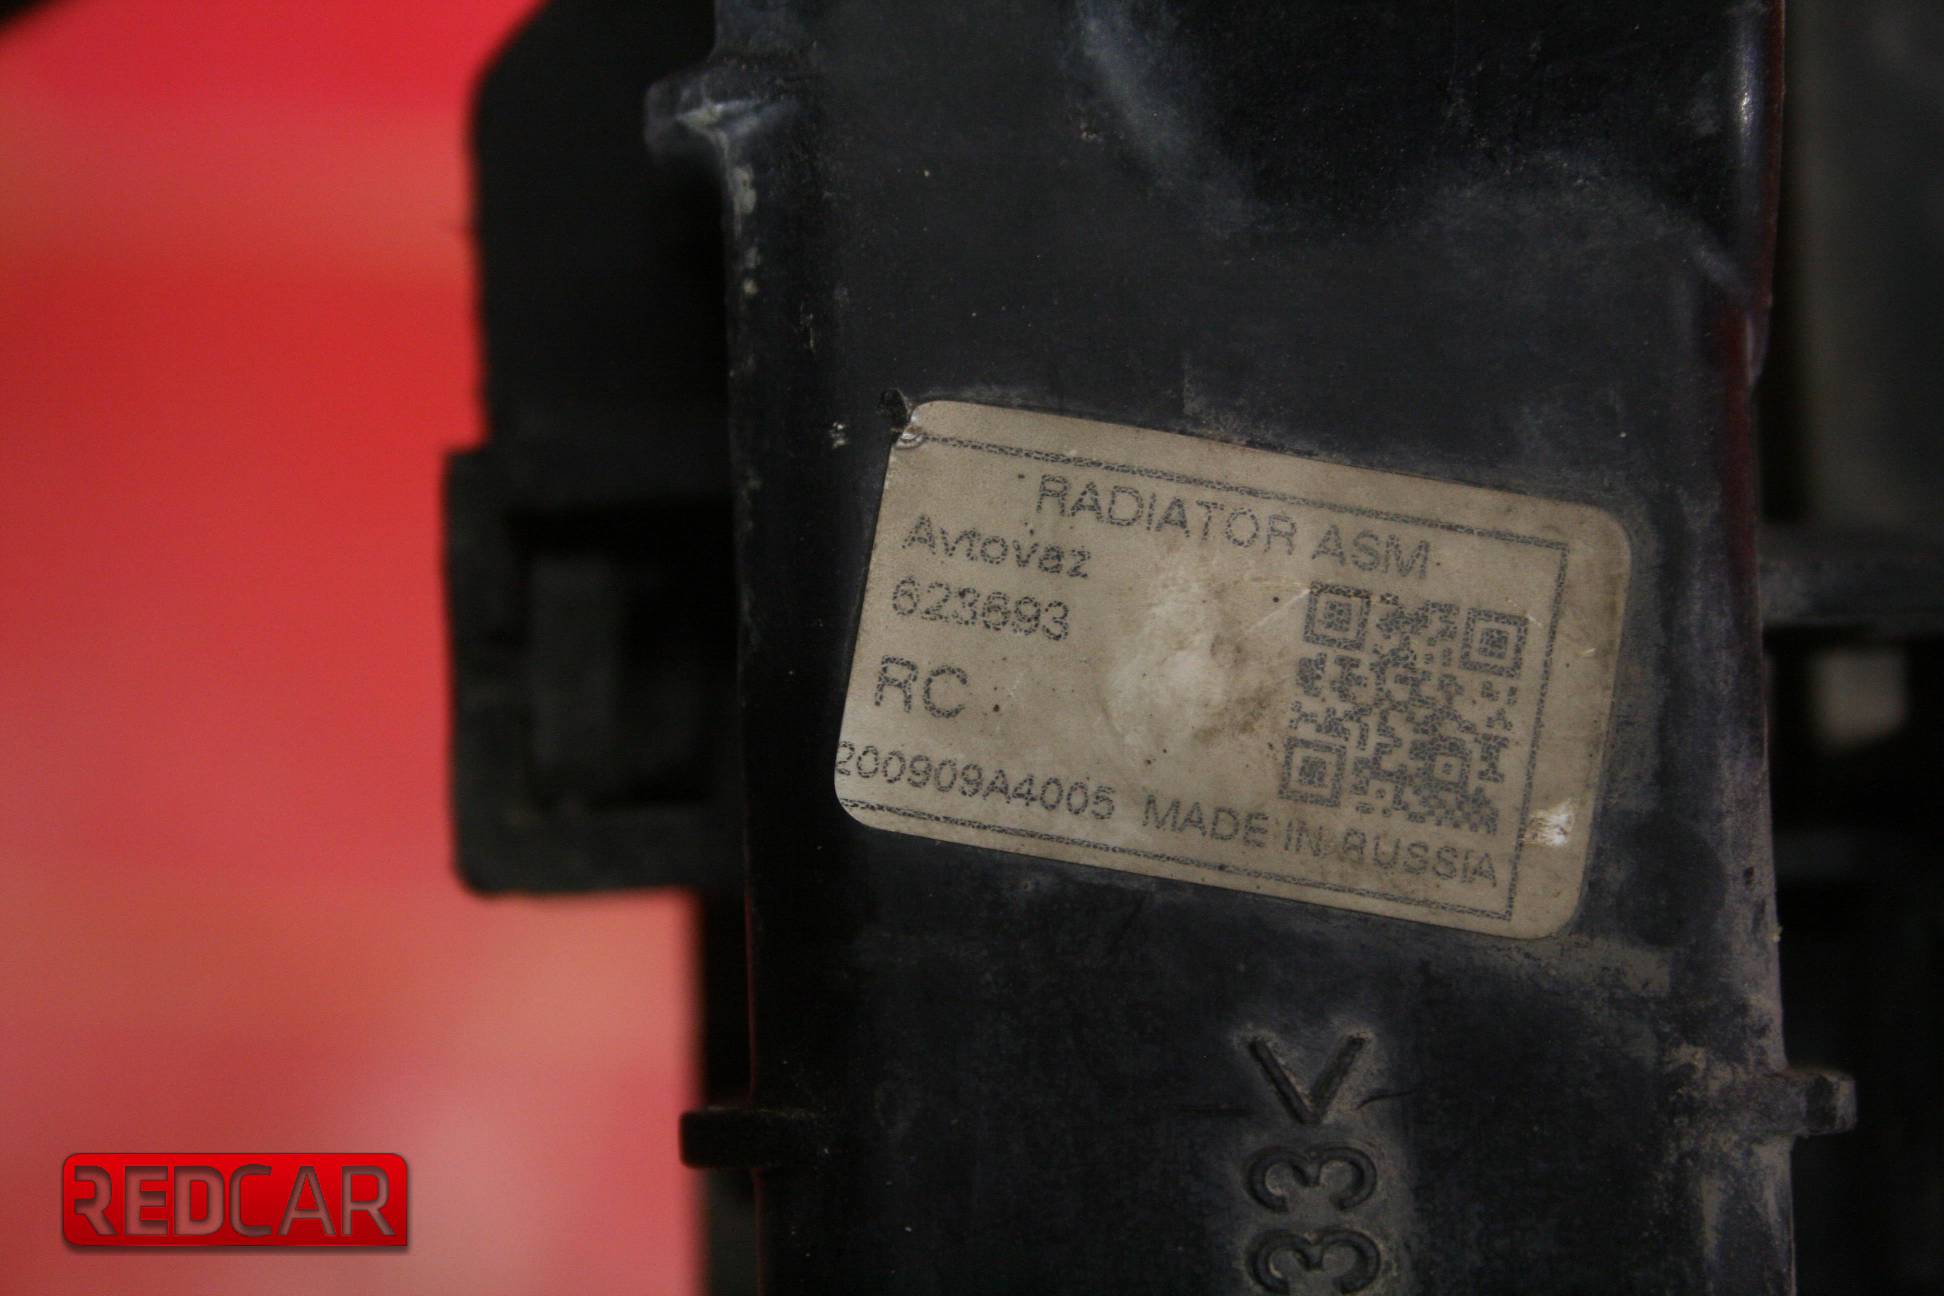 RADIATOR ASM
Avtovaz
623693
RC
200909A4005 MADE IN RUSSIA
33<
REDCAR